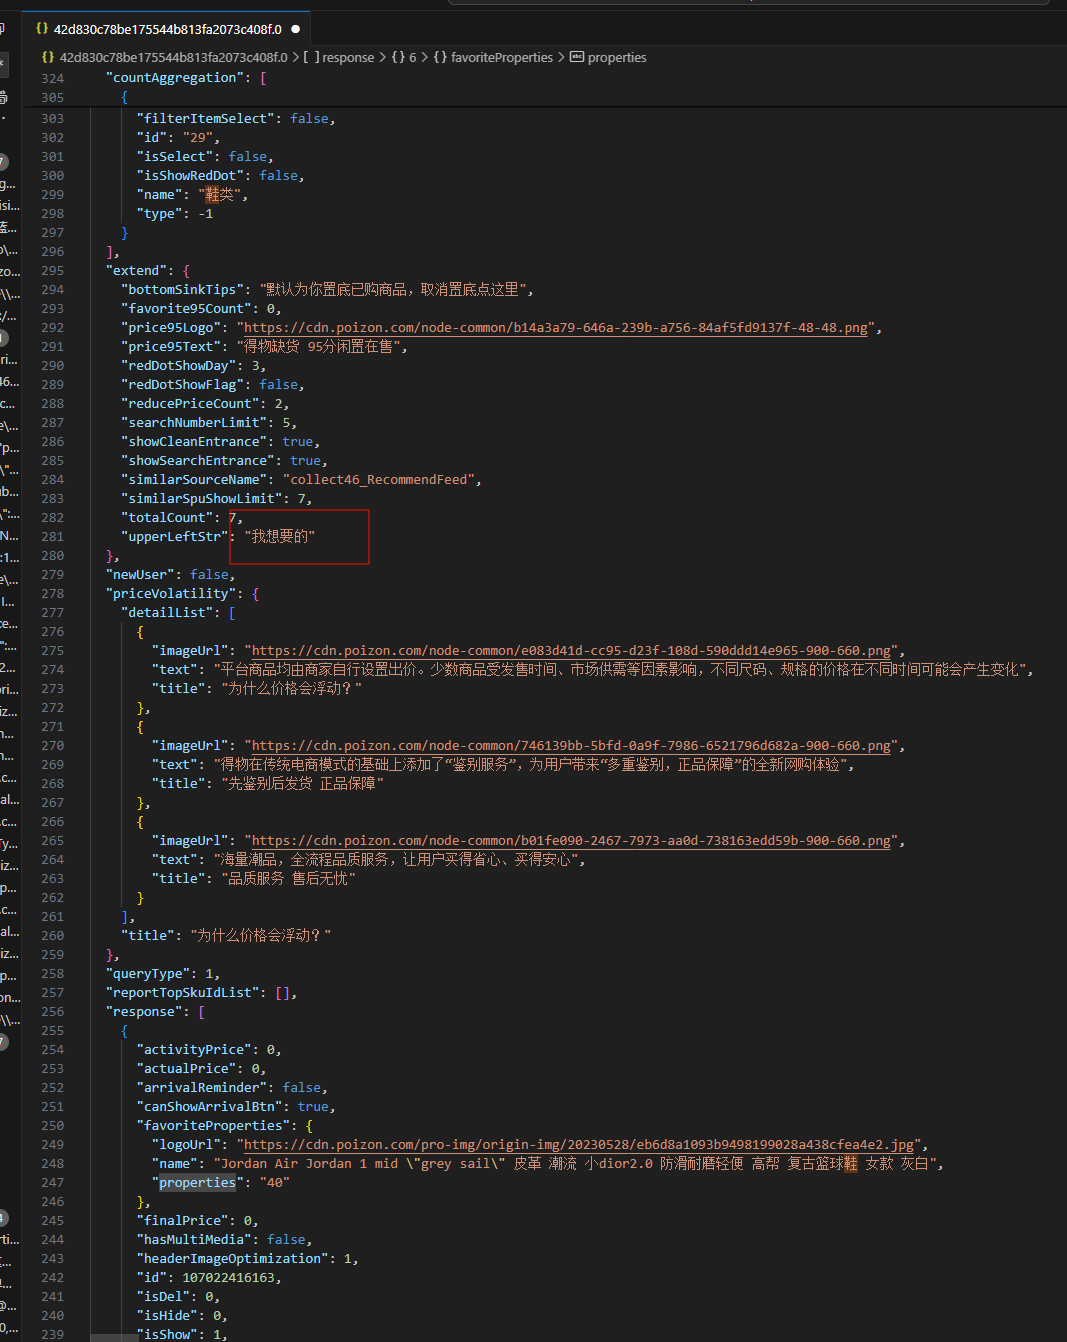 42d830c78be175544b813fa2073c408f.0
42d830c78be175544b813fa2073c408f.0 > [ ] response > {} 6 > {} favoriteProperties > properties
324 "countAggregation": [
305 {
303 "filterItemSelect": false,
302 "id": "29",
301 "isSelect": false,
300 "isShowRedDot": false,
299 "name": "鞋类",
298 "type": -1
297 }
296 ],
295 "extend": {
294 "bottomSinkTips": "默认为你置底已购商品，取消置底点这里",
293 "favorite95Count": 0,
292 "price95Logo": "https://cdn.poizon.com/node-common/b14a3a79-646a-239b-a756-84af5fd9137f-48-48.png",
291 "price95Text": "得物缺货 95分闲置在售",
290 "redDotShowDay": 3,
289 "redDotShowFlag": false,
288 "reducePriceCount": 2,
287 "searchNumberLimit": 5,
286 "showCleanEntrance": true,
285 "showSearchEntrance": true,
284 "similarSourceName": "collect46_RecommendFeed",
283 "similarSpuShowLimit": 7,
282 "totalCount": 7,
281 "upperLeftStr": "我想要的"
280 },
279 "newUser": false,
278 "priceVolatility": {
277 "detailList": [
276 {
275 "imageUrl": "https://cdn.poizon.com/node-common/e083d41d-cc95-d23f-108d-590ddd14e965-900-660.png",
274 "text": "平台商品均由商家自行设置出价。少数商品受发售时间、市场供需等因素影响，不同尺码、规格的价格在不同时间可能会产生变化",
273 "title": "为什么价格会浮动？"
272 },
271 {
270 "imageUrl": "https://cdn.poizon.com/node-common/746139bb-5bfd-0a9f-7986-6521796d682a-900-660.png",
269 "text": "得物在传统电商模式的基础上添加了“鉴别服务”，为用户带来“多重鉴别，正品保障”的全新网购体验",
268 "title": "先鉴别后发货 正品保障"
267 },
266 {
265 "imageUrl": "https://cdn.poizon.com/node-common/b01fe090-2467-7973-aa0d-738163edd59b-900-660.png",
264 "text": "海量潮品，全流程品质服务，让用户买得省心、买得安心",
263 "title": "品质服务 售后无忧"
262 }
261 ],
260 "title": "为什么价格会浮动？"
259 },
258 "queryType": 1,
257 "reportTopSkuIdList": [],
256 "response": [
255 {
254 "activityPrice": 0,
253 "actualPrice": 0,
252 "arrivalReminder": false,
251 "canShowArrivalBtn": true,
250 "favoriteProperties": {
249 "logoUrl": "https://cdn.poizon.com/pro-img/origin-img/20230528/eb6d8a1093b9498199028a438cfea4e2.jpg",
248 "name": "Jordan Air Jordan 1 mid \"grey sail\" 皮革 潮流 小dior2.0 防滑耐磨轻便 高帮 复古篮球鞋 女款 灰白",
247 "properties": "40"
246 },
245 "finalPrice": 0,
244 "hasMultiMedia": false,
243 "headerImageOptimization": 1,
242 "id": 107022416163,
241 "isDel": 0,
240 "isHide": 0,
239 "isShow": 1,